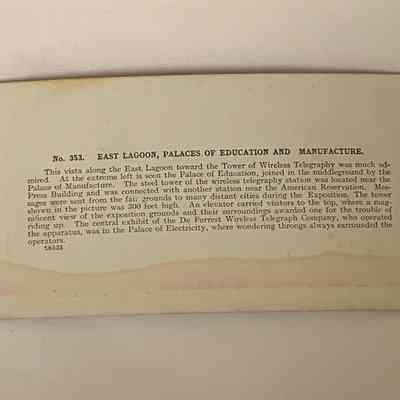 No. 353. EAST LAGOON, PALACES OF EDUCATION AND MANUFACTURE.
This vista along the East Lagoon toward the Tower of Wireless Telegraphy was much ad-
mired. At the extreme left is seen the Palace of Education, joined in the middleground by the
Palace of Manufacture. The steel tower of the wireless telegraphy station was located near the
Press Building and was connected with another station near the American Reservation. Mes-
sages were sent from the fair grounds to many distant cities during the Exposition. The tower
shown in the picture was 300 feet high. An elevator carried visitors to the top, where a mag-
nificent view of the exposition grounds and their surroundings awarded one for the trouble of
riding up. The central exhibit of the De Forrest Wireless Telegraph Company, who operated
the apparatus, was in the Palace of Electricity, where wondering throngs always surrounded the
operators.